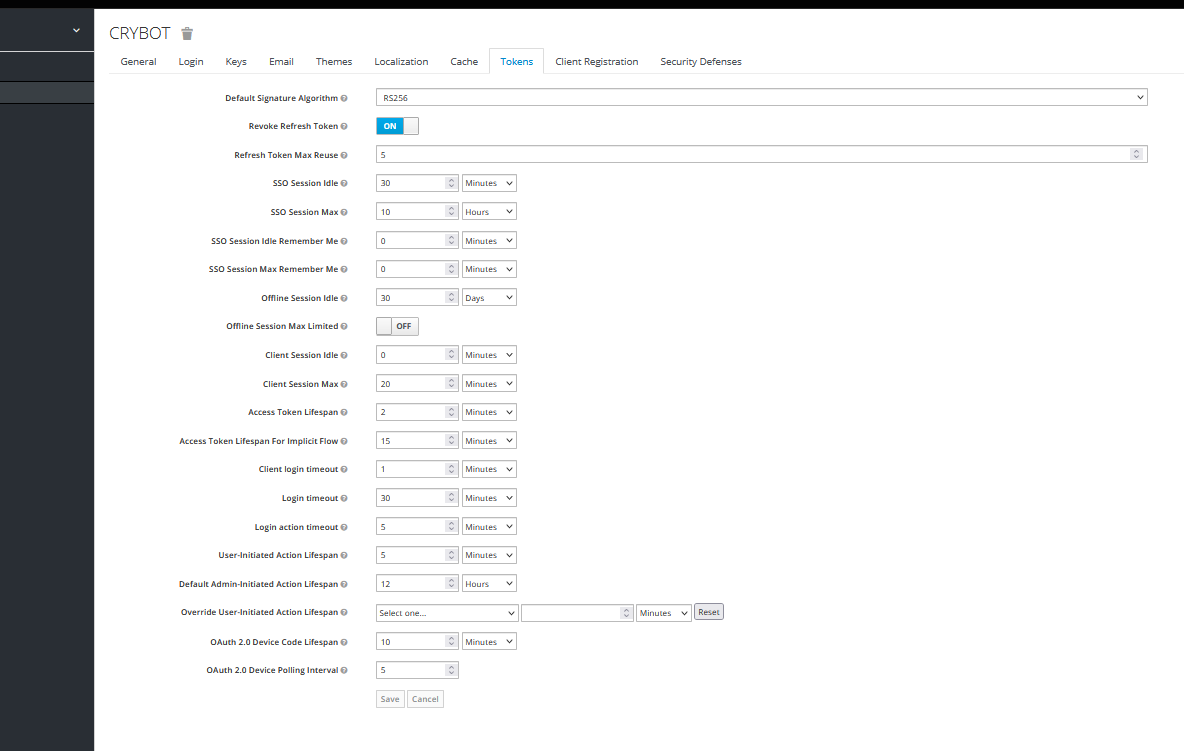 CRYBOT
General Login Keys Email Themes Localization Cache Tokens Client Registration Security Defenses
Default Signature Algorithm RS256
Revoke Refresh Token ON
Refresh Token Max Reuse 5
SSO Session Idle 30 Minutes
SSO Session Max 10 Hours
SSO Session Idle Remember Me 0 Minutes
SSO Session Max Remember Me 0 Minutes
Offline Session Idle 30 Days
Offline Session Max Limited OFF
Client Session Idle 0 Minutes
Client Session Max 20 Minutes
Access Token Lifespan 2 Minutes
Access Token Lifespan For Implicit Flow 15 Minutes
Client login timeout 1 Minutes
Login timeout 30 Minutes
Login action timeout 5 Minutes
User-Initiated Action Lifespan 5 Minutes
Default Admin-Initiated Action Lifespan 12 Hours
Override User-Initiated Action Lifespan Select one... Minutes Reset
OAuth 2.0 Device Code Lifespan 10 Minutes
OAuth 2.0 Device Polling Interval 5
Save Cancel